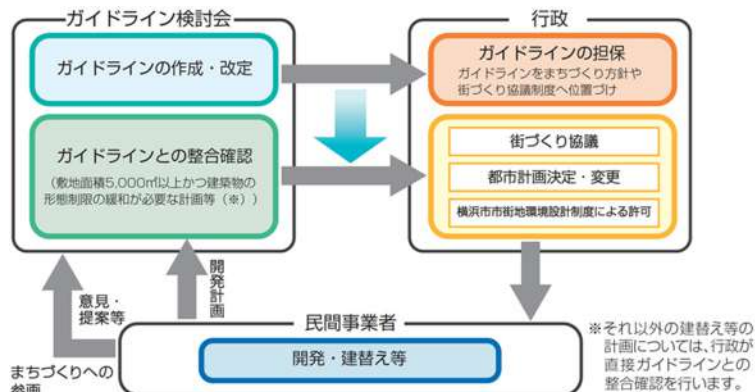 ガイドライン検討会
ガイドラインの作成・改定
ガイドラインとの整合確認
（敷地面積5,000㎡以上かつ建築物の
形態制限の緩和が必要な計画等（※））
行政
ガイドラインの担保
ガイドラインをまちづくり方針や
街づくり協議制度へ位置づけ
街づくり協議
都市計画決定・変更
横浜市市街地環境設計制度による許可
意見・
提案等
開発計画
まちづくりへの
参画
民間事業者
開発・建替え等
※それ以外の建替え等の
計画については、行政が
直接ガイドラインとの
整合確認を行います。